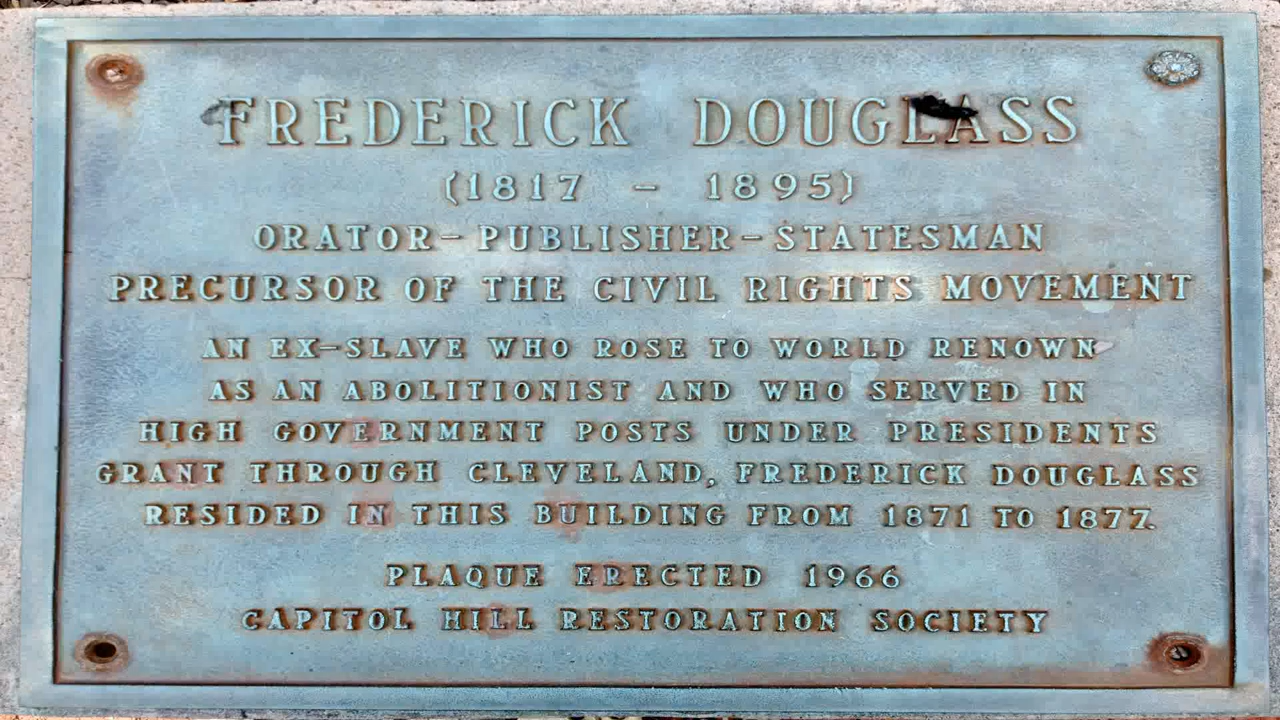 FREDERICK DOUGLASS
(1817 – 1895)
ORATOR–PUBLISHER–STATESMAN
PRECURSOR OF THE CIVIL RIGHTS MOVEMENT
AN EX–SLAVE WHO ROSE TO WORLD RENOWN
AS AN ABOLITIONIST AND WHO SERVED IN
HIGH GOVERNMENT POSTS UNDER PRESIDENTS
GRANT THROUGH CLEVELAND, FREDERICK DOUGLASS
RESIDED IN THIS BUILDING FROM 1871 TO 1877.
PLAQUE ERECTED 1966
CAPITOL HILL RESTORATION SOCIETY